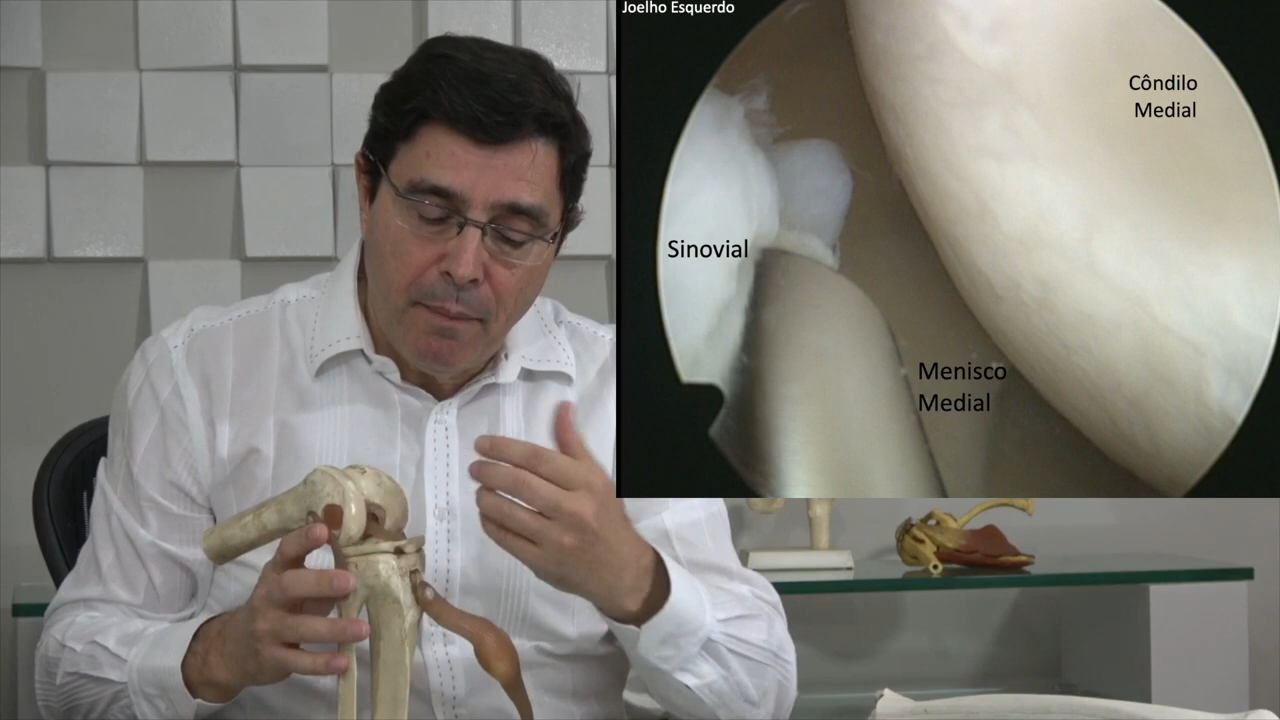 Joelho Esquerdo
Côndilo
Medial
Sinovial
Menisco
Medial